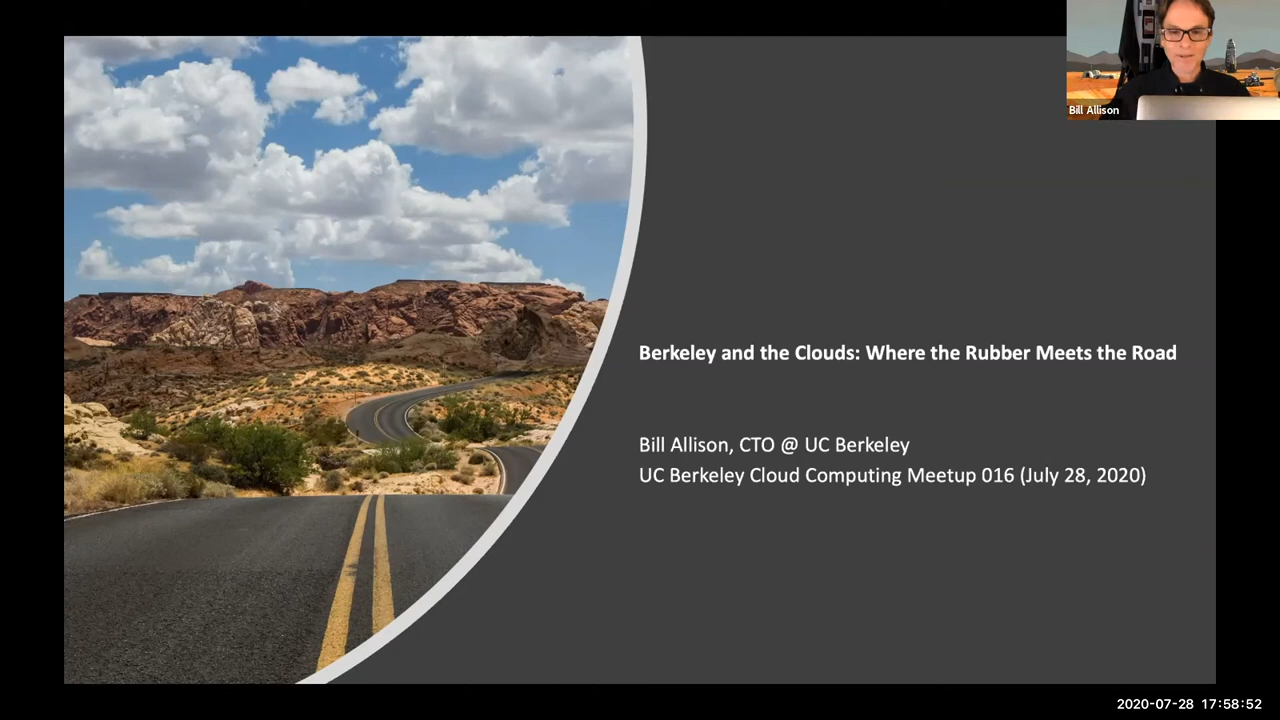 Bill Allison
Berkeley and the Clouds: Where the Rubber Meets the Road
Bill Allison, CTO @ UC Berkeley
UC Berkeley Cloud Computing Meetup 016 (July 28, 2020)
2020-07-28 17:58:52